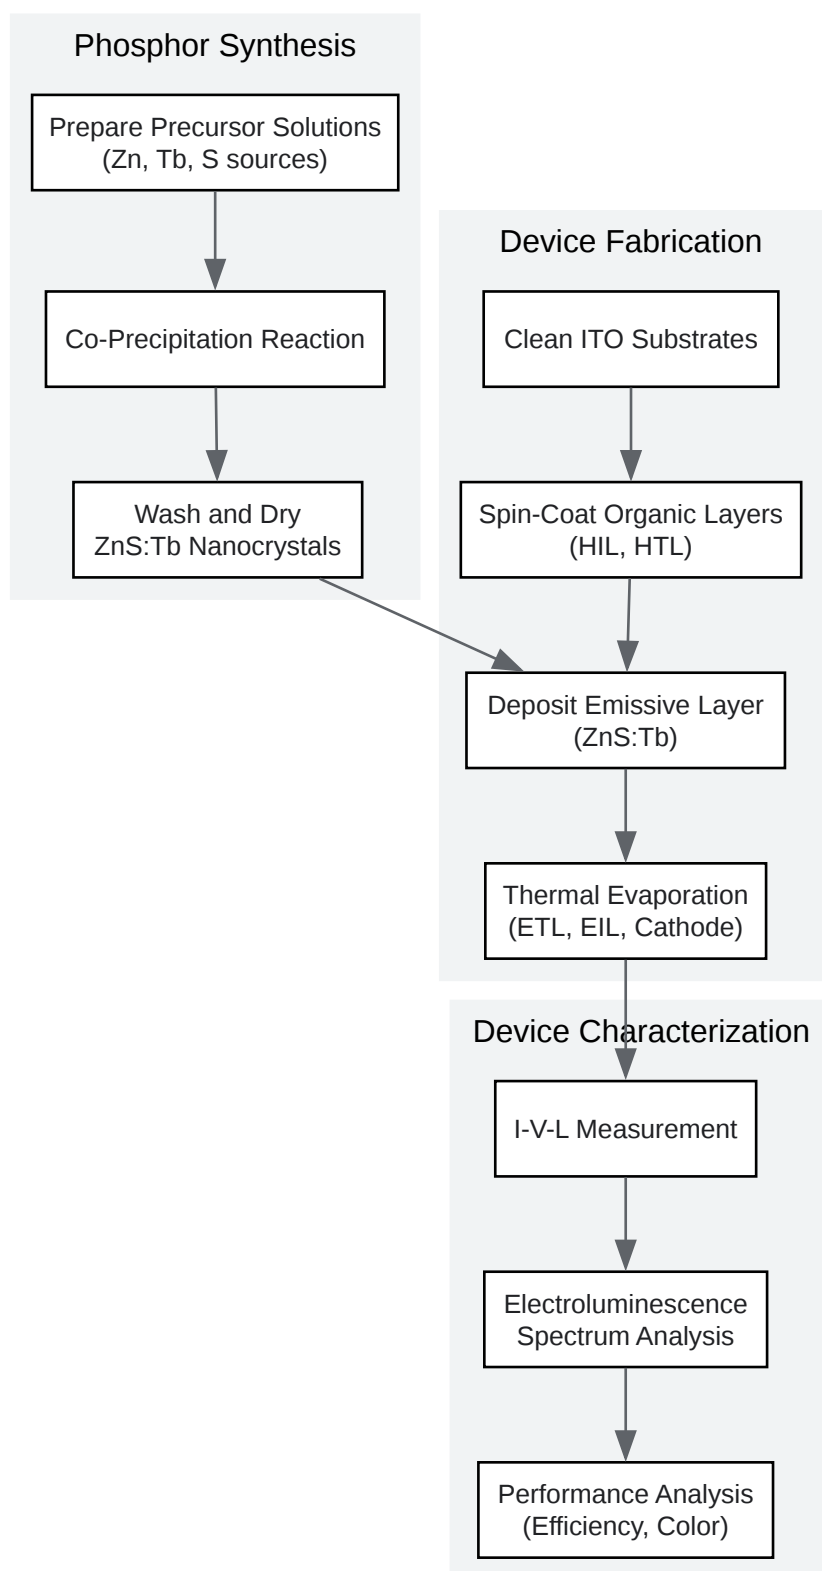 Phosphor Synthesis
Prepare Precursor Solutions
(Zn, Tb, S sources)
Co-Precipitation Reaction
Wash and Dry
ZnS:Tb Nanocrystals
Device Fabrication
Clean ITO Substrates
Spin-Coat Organic Layers
(HIL, HTL)
Deposit Emissive Layer
(ZnS:Tb)
Thermal Evaporation
(ETL, EIL, Cathode)
Device Characterization
I-V-L Measurement
Electroluminescence
Spectrum Analysis
Performance Analysis
(Efficiency, Color)